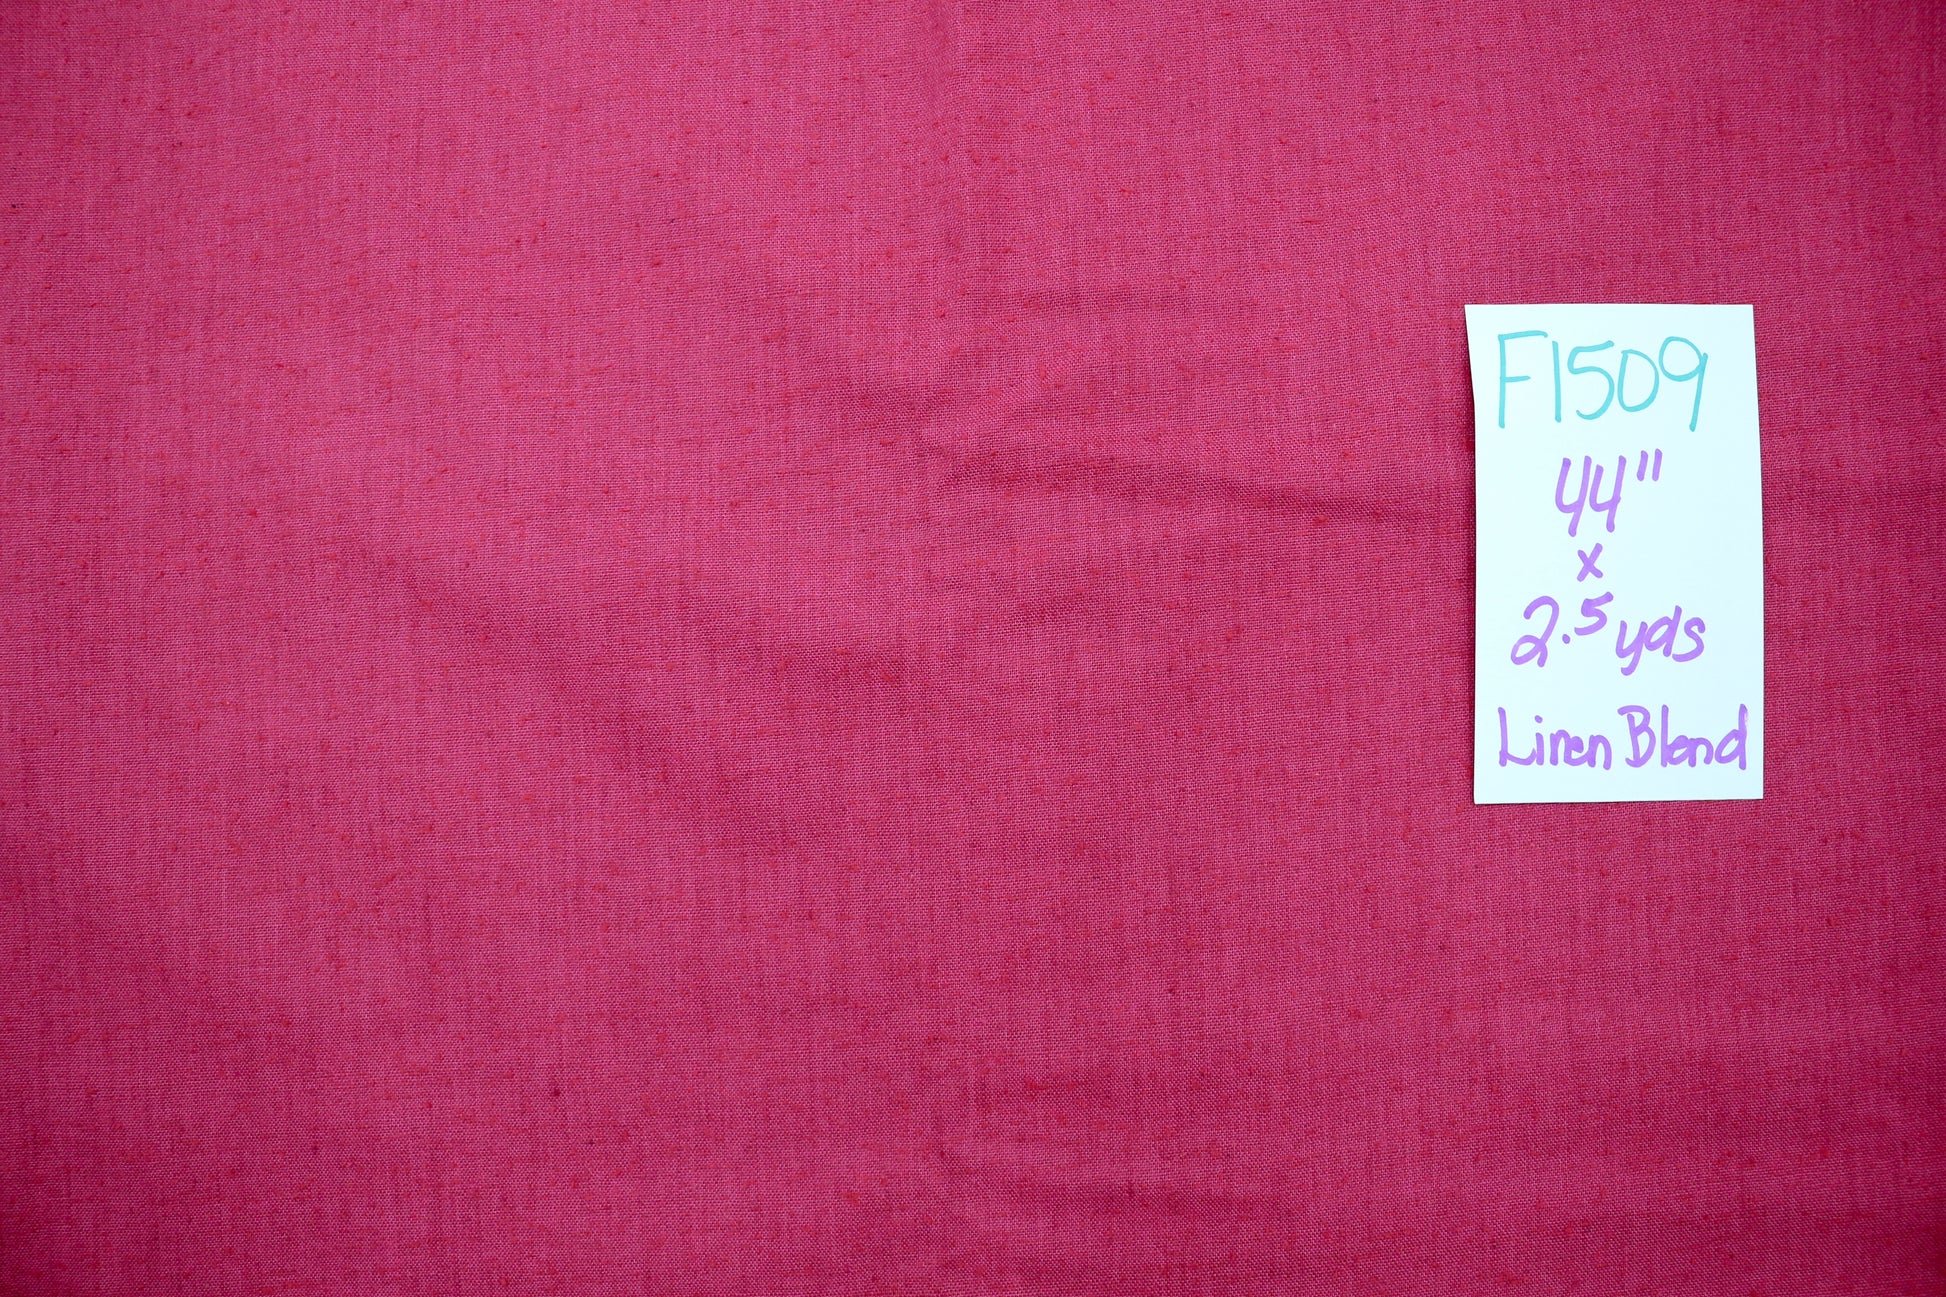 F1509
44"
x
2.5 yds
Linen Blend